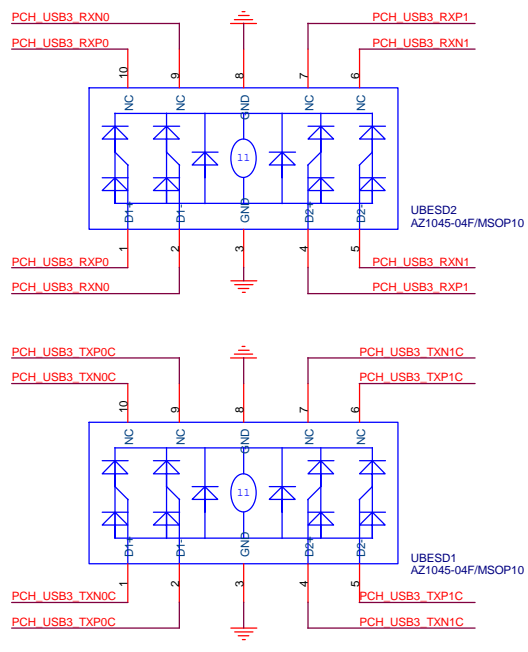 PCH_USB3_RXN0
PCH_USB3_RXP1
PCH_USB3_RXP0
PCH_USB3_RXN1
10
9
8
7
6
NC
NC
GND
NC
NC
11
D1+
D1-
GND
D2+
D2-
UBESD2
AZ1045-04F/MSOP10
1
2
3
4
5
PCH_USB3_RXP0
PCH_USB3_RXN1
PCH_USB3_RXN0
PCH_USB3_RXP1
PCH_USB3_TXP0C
PCH_USB3_TXN1C
PCH_USB3_TXN0C
PCH_USB3_TXP1C
10
9
8
7
6
NC
NC
GND
NC
NC
11
D1+
D1-
GND
D2+
D2-
UBESD1
AZ1045-04F/MSOP10
1
2
3
4
5
PCH_USB3_TXN0C
PCH_USB3_TXP1C
PCH_USB3_TXP0C
PCH_USB3_TXN1C